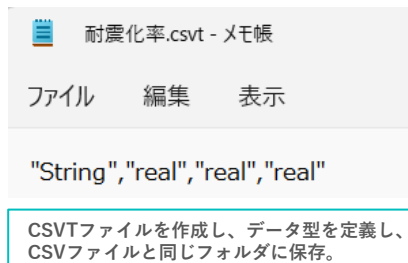 耐震化率.csvt - メモ帳
ファイル 編集 表示
"String","real","real","real"
CSVTファイルを作成し、データ型を定義し、
CSVファイルと同じフォルダに保存。